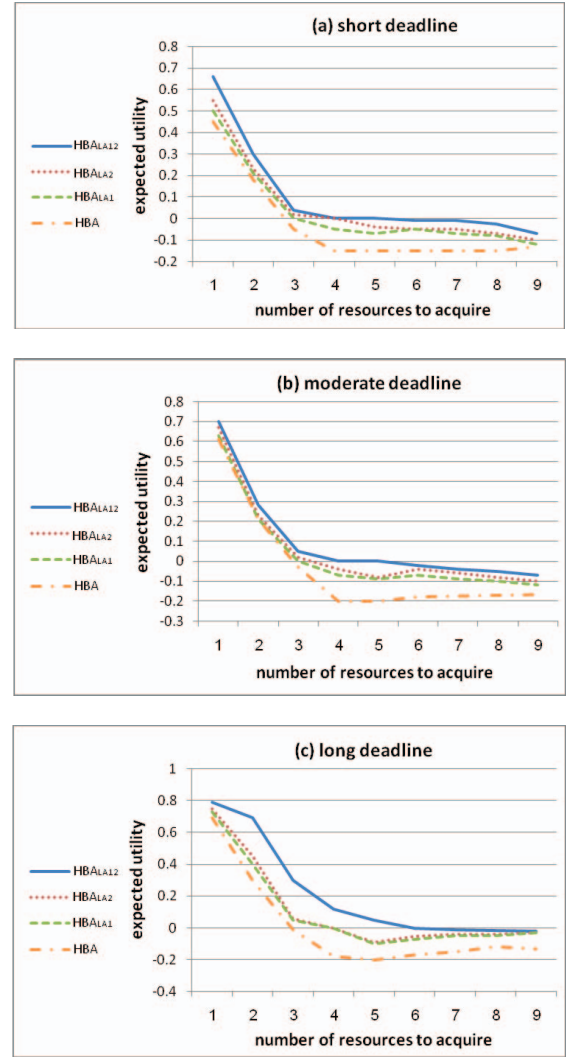 (a) short deadline
0.8
0.7
0.6
0.5
0.4
0.3
0.2
0.1
0
-0.1
-0.2
expected utility
HBALA12
HBALA2
HBALA1
HBA
1 2 3 4 5 6 7 8 9
number of resources to acquire
(b) moderate deadline
0.8
0.7
0.6
0.5
0.4
0.3
0.2
0.1
0
-0.1
-0.2
-0.3
expected utility
HBALA12
HBALA2
HBALA1
HBA
1 2 3 4 5 6 7 8 9
number of resources to acquire
(c) long deadline
1
0.8
0.6
0.4
0.2
0
-0.2
-0.4
expected utility
HBALA12
HBALA2
HBALA1
HBA
1 2 3 4 5 6 7 8 9
number of resources to acquire